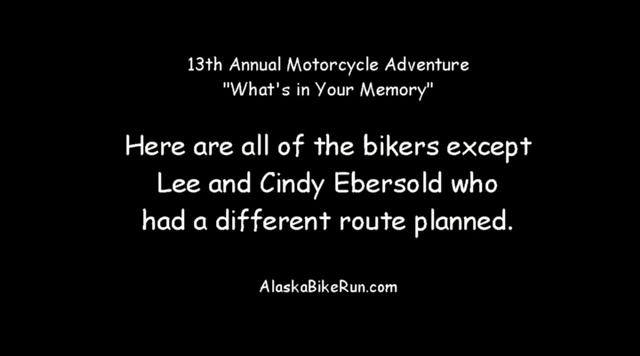 13th Annual Motorcycle Adventure
"What's in Your Memory"
Here are all of the bikers except
Lee and Cindy Ebersold who
had a different route planned.
AlaskaBikeRun.com